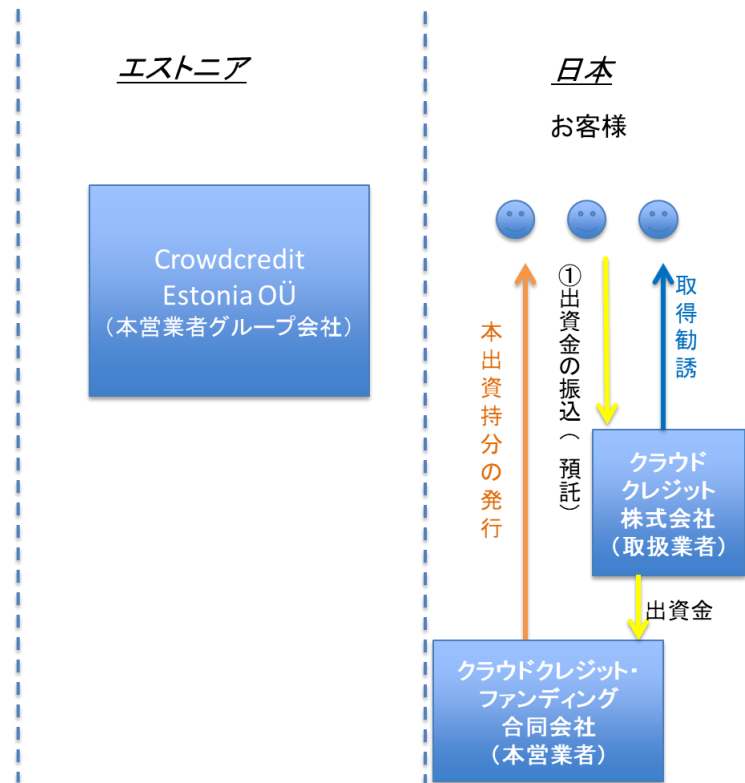 エストニア
日本
お客様
Crowdcredit
Estonia OÜ
（本営業者グループ会社）
本出資持分の発行
①出資金の振込（預託）
取得勧誘
クラウド
クレジット
株式会社
（取扱業者）
出資金
クラウドクレジット・
ファンディング
合同会社
（本営業者）